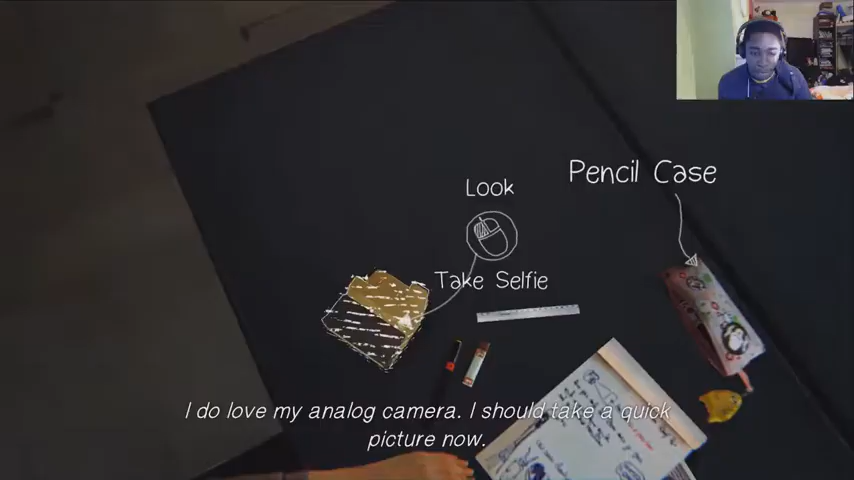 Pencil Case
Look
Take Selfie
I do love my analog camera. I should take a quick
picture now.